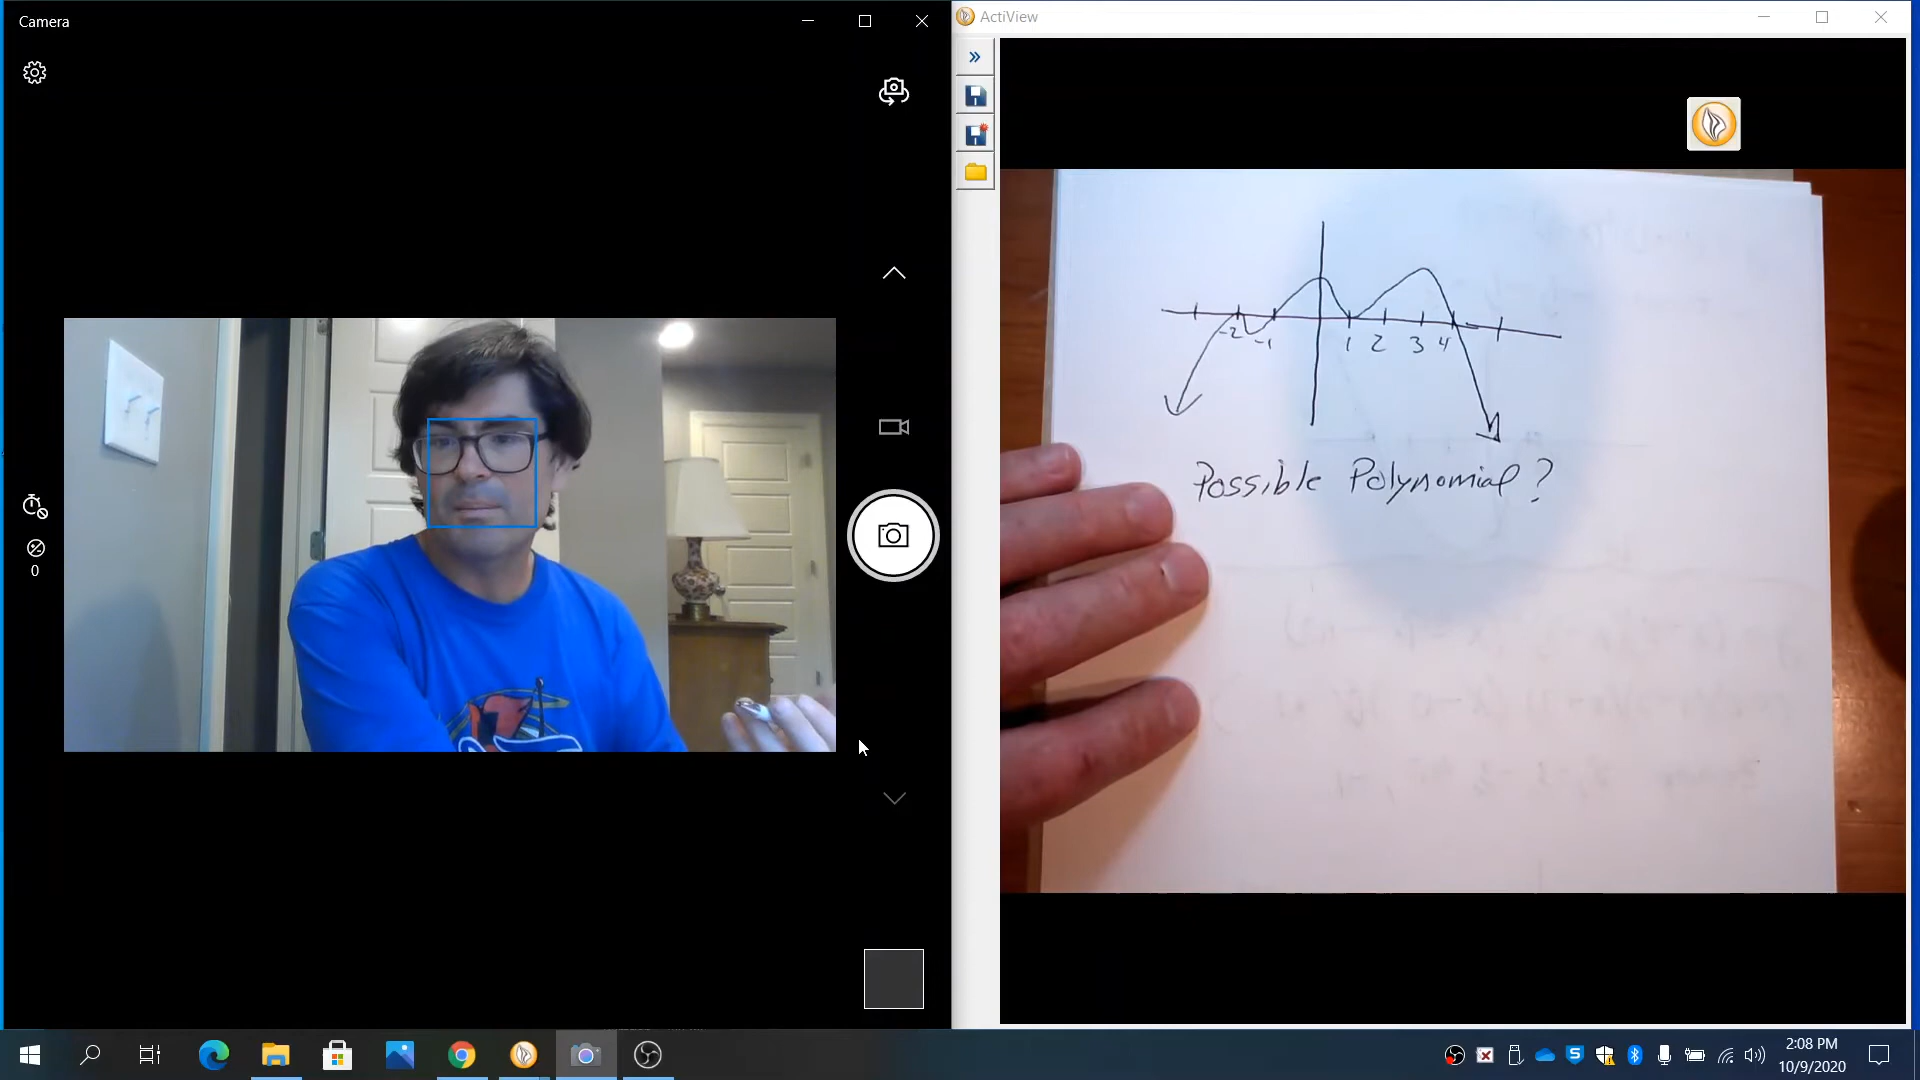 Camera
ActiView
0
-2 -1 1 2 3 4
Possible Polynomial?
2:08 PM
10/9/2020